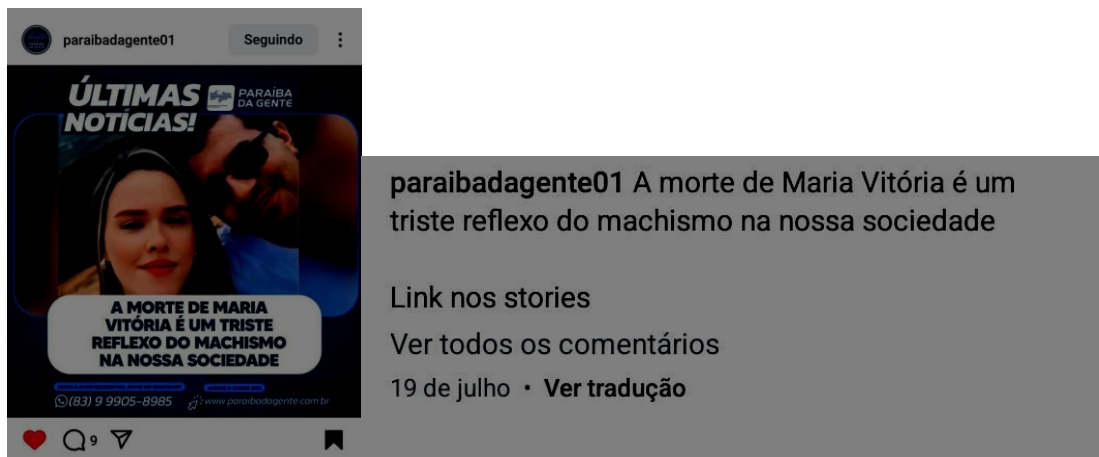 paraibadagente01
Seguindo
ÚLTIMAS
NOTÍCIAS!
PARAÍBA
DA GENTE
A MORTE DE MARIA
VITÓRIA É UM TRISTE
REFLEXO DO MACHISMO
NA NOSSA SOCIEDADE
(83) 9 9905-8985
: www.paraibadagente.com.br
9
paraibadagente01 A morte de Maria Vitória é um
triste reflexo do machismo na nossa sociedade
Link nos stories
Ver todos os comentários
19 de julho • Ver tradução